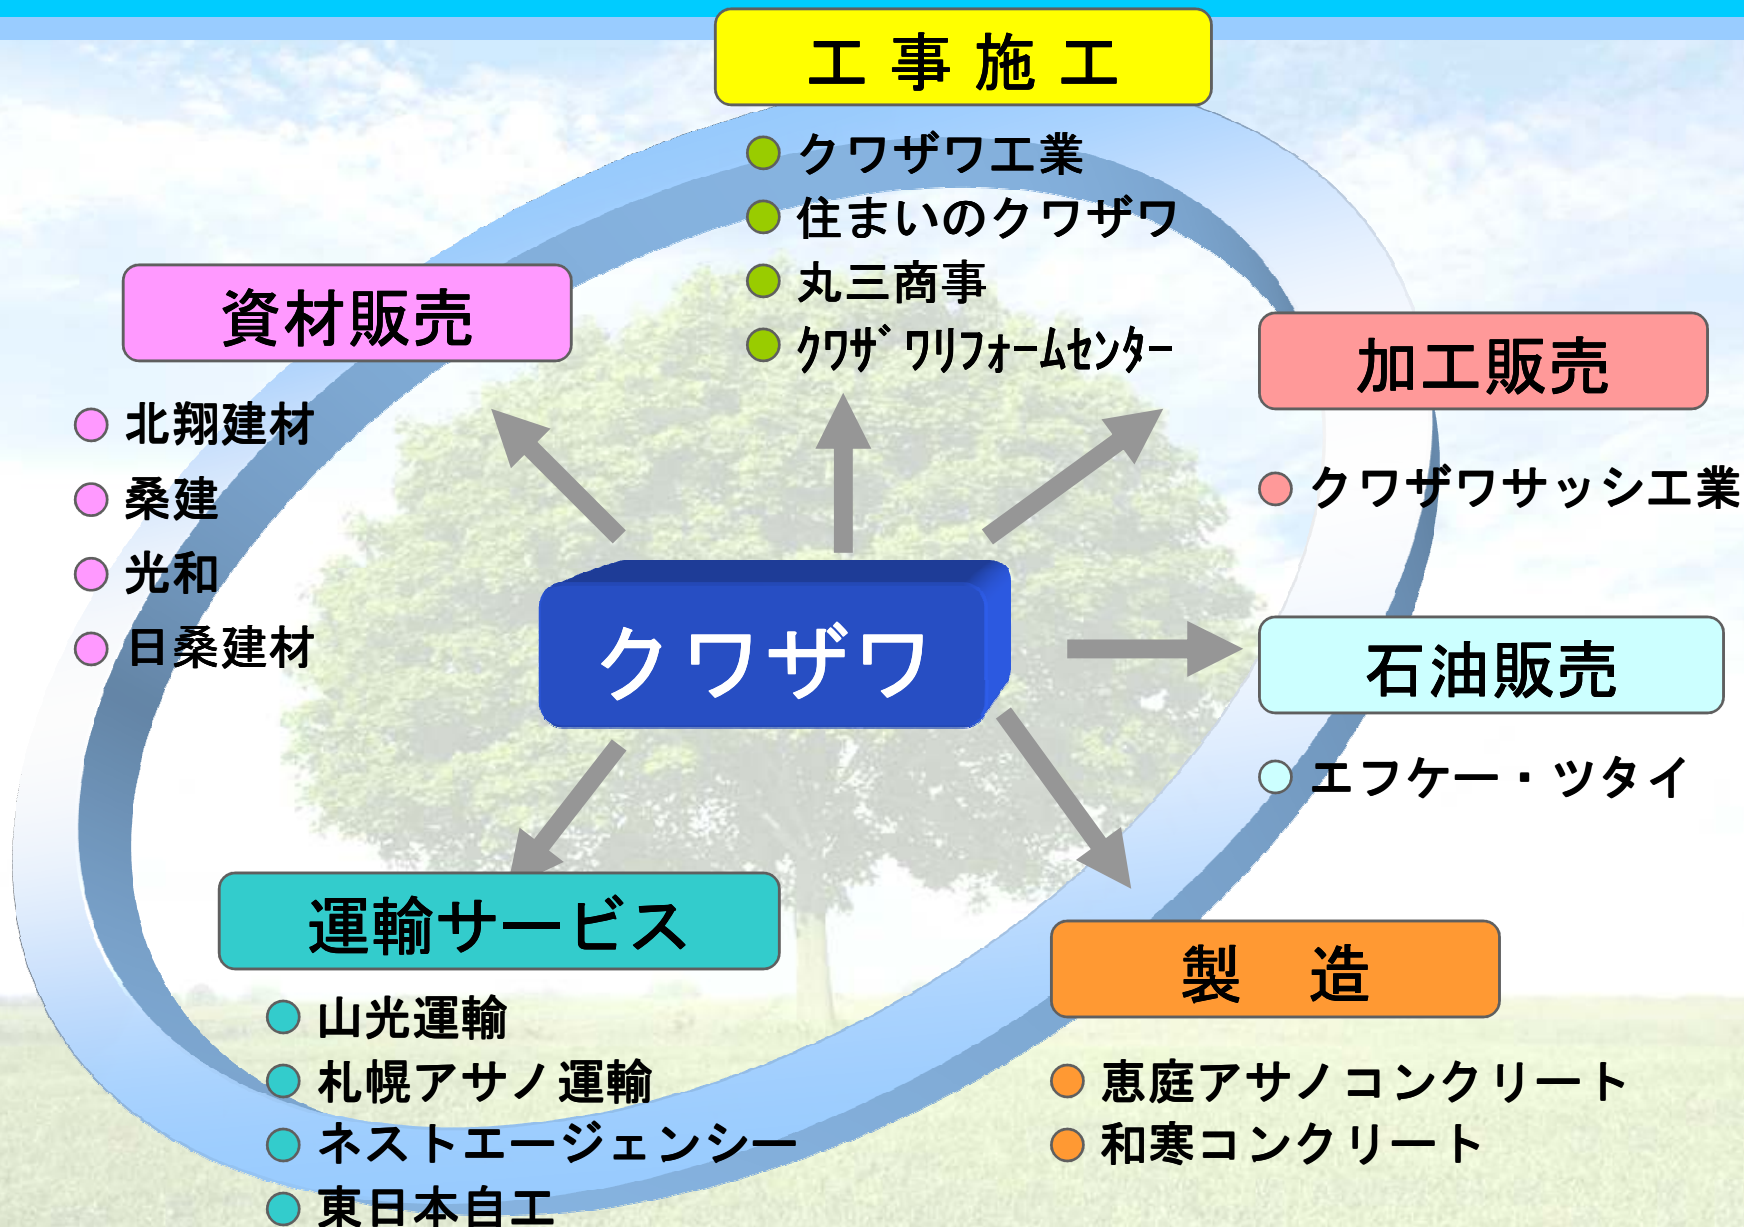 工事施工
クワザワ工業
住まいのクワザワ
丸三商事
ｸﾜｻﾞﾜﾘﾌｫｰﾑｾﾝﾀｰ
資材販売
北翔建材
桑建
光和
日桑建材
加工販売
クワザワサッシ工業
クワザワ
石油販売
エフケー・ツタイ
運輸サービス
山光運輸
札幌アサノ運輸
ネストエージェンシー
東日本自工
製　造
恵庭アサノコンクリート
和寒コンクリート